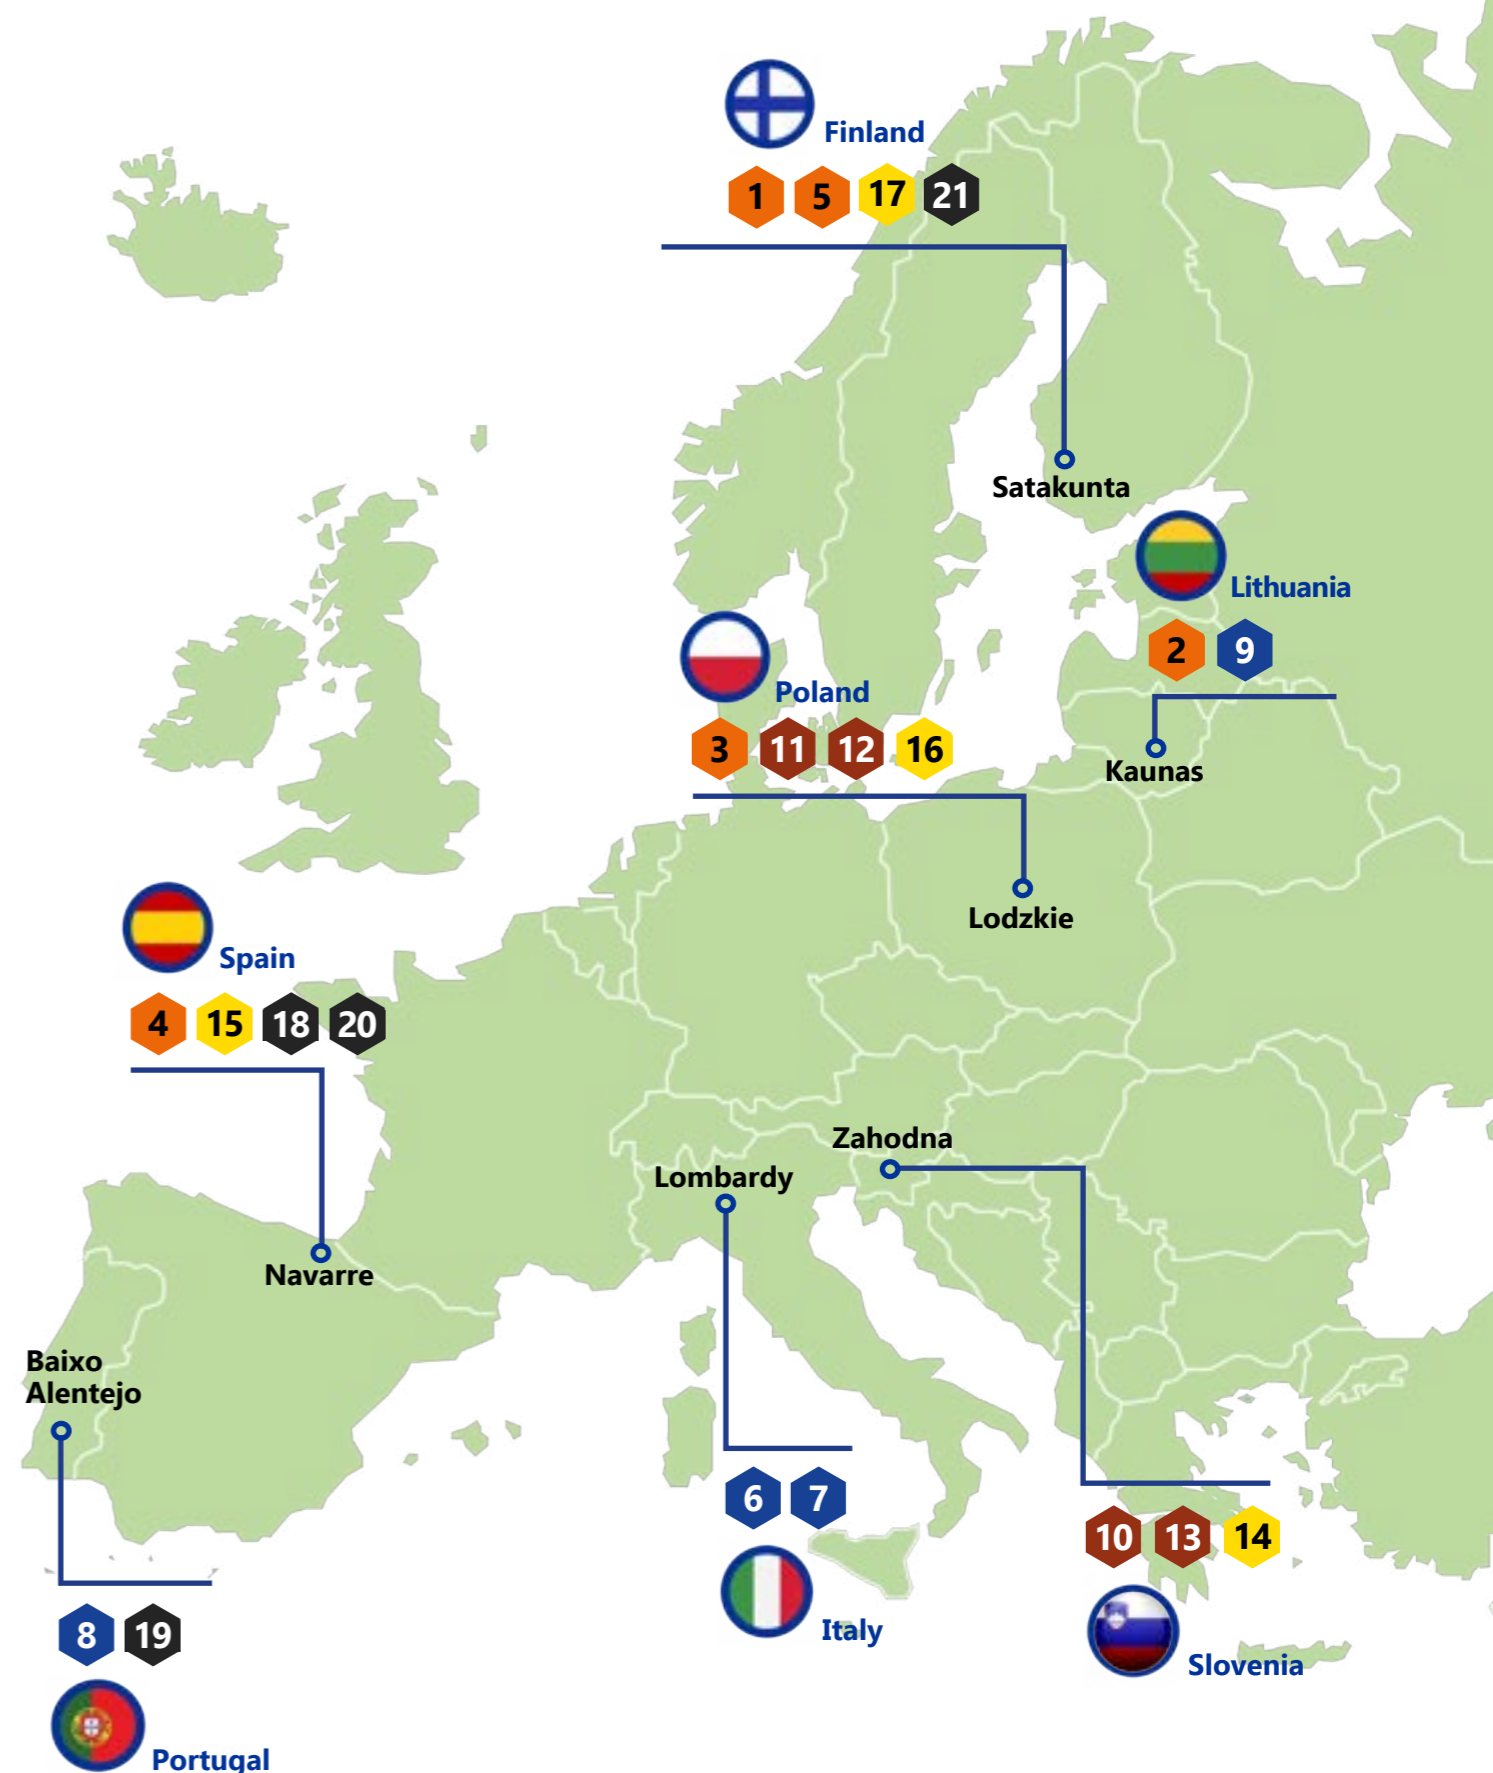 Finland
1 5 17 21
Satakunta
Lithuania
2 9
Kaunas
Poland
3 11 12 16
Lodzkie
Spain
4 15 18 20
Navarre
Zahodna
Lombardy
Baixo
Alentejo
6 7
Italy
10 13 14
Slovenia
8 19
Portugal